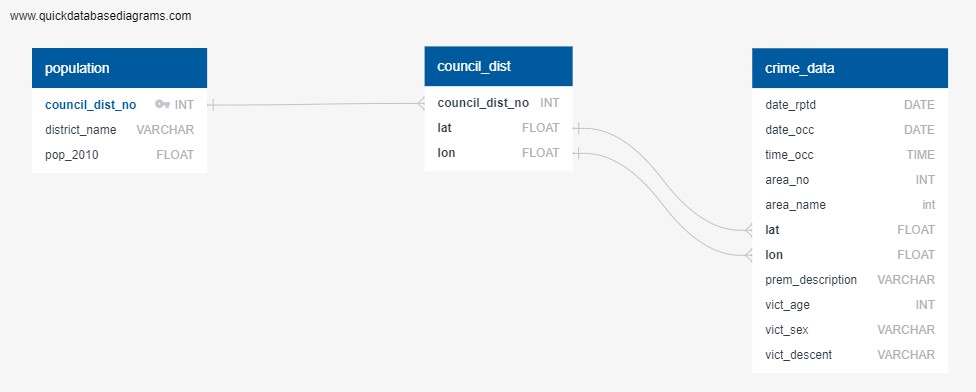 www.quickdatabasediagrams.com
population
council_dist_no INT
district_name VARCHAR
pop_2010 FLOAT
council_dist
council_dist_no INT
lat FLOAT
lon FLOAT
crime_data
date_rptd DATE
date_occ DATE
time_occ TIME
area_no INT
area_name int
lat FLOAT
lon FLOAT
prem_description VARCHAR
vict_age INT
vict_sex VARCHAR
vict_descent VARCHAR